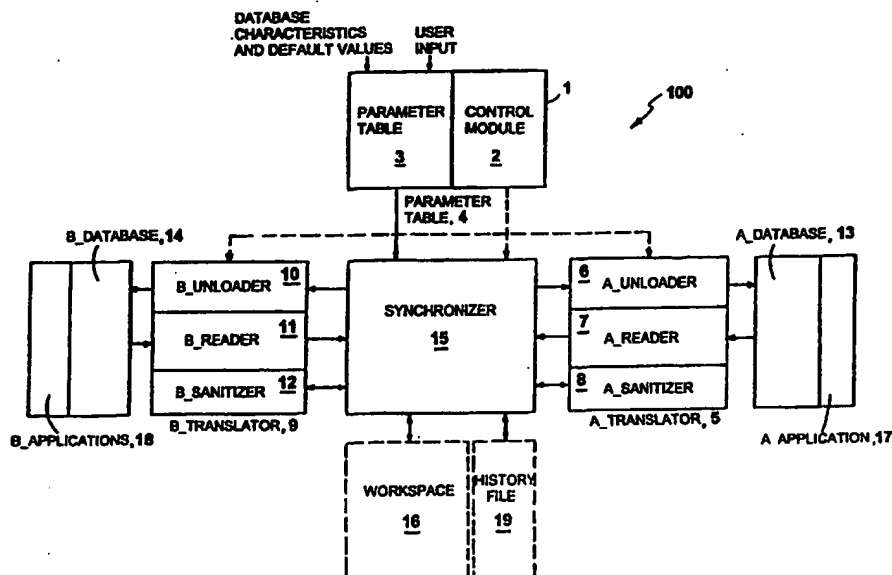 DATABASE
CHARACTERISTICS
AND DEFAULT VALUES
USER
INPUT
1
100
PARAMETER
TABLE
3
CONTROL
MODULE
2
PARAMETER
TABLE, 4
B_DATABASE,14
A_DATABASE, 13
B_UNLOADER
10
B_READER
11
B_SANITIZER
12
B_TRANSLATOR, 9
B_APPLICATIONS, 18
SYNCHRONIZER
15
6
A_UNLOADER
7
A_READER
8
A_SANITIZER
A_TRANSLATOR, 5
A APPLICATION,17
WORKSPACE
16
HISTORY
FILE
19